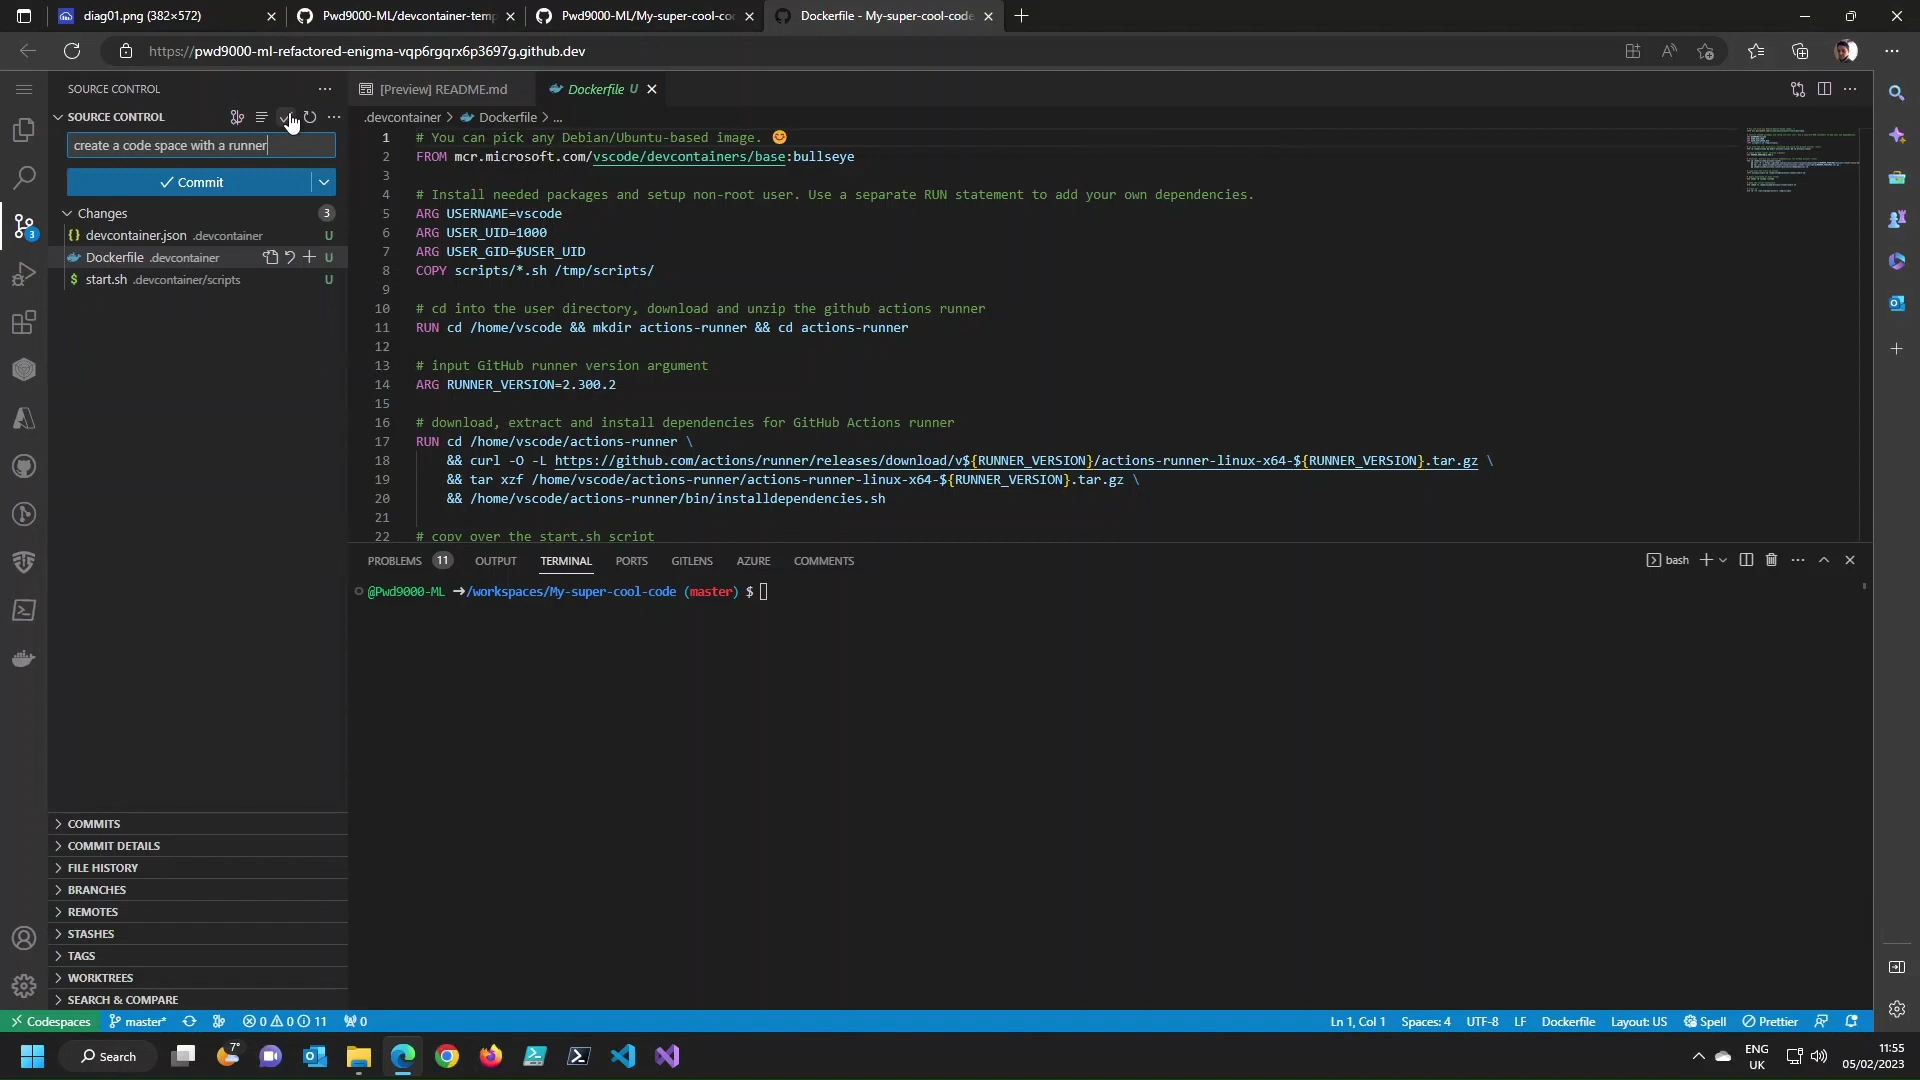 diag01.png (382×572)
Pwd9000-ML/devcontainer-temp
Pwd9000-ML/My-super-cool-co
Dockerfile - My-super-cool-code
https://pwd9000-ml-refactored-enigma-vqp6rgqrx6p3697g.github.dev
SOURCE CONTROL
SOURCE CONTROL
create a code space with a runner
Commit
Changes 3
3
devcontainer.json .devcontainer U
Dockerfile .devcontainer U
start.sh .devcontainer/scripts U
COMMITS
COMMIT DETAILS
FILE HISTORY
BRANCHES
REMOTES
STASHES
TAGS
WORKTREES
SEARCH & COMPARE
[Preview] README.md
Dockerfile U
.devcontainer > Dockerfile > ...
1 # You can pick any Debian/Ubuntu-based image. 😊
2 FROM mcr.microsoft.com/vscode/devcontainers/base:bullseye
3
4 # Install needed packages and setup non-root user. Use a separate RUN statement to add your own dependencies.
5 ARG USERNAME=vscode
6 ARG USER_UID=1000
7 ARG USER_GID=$USER_UID
8 COPY scripts/*.sh /tmp/scripts/
9
10 # cd into the user directory, download and unzip the github actions runner
11 RUN cd /home/vscode && mkdir actions-runner && cd actions-runner
12
13 # input GitHub runner version argument
14 ARG RUNNER_VERSION=2.300.2
15
16 # download, extract and install dependencies for GitHub Actions runner
17 RUN cd /home/vscode/actions-runner \
18 && curl -O -L https://github.com/actions/runner/releases/download/v${RUNNER_VERSION}/actions-runner-linux-x64-${RUNNER_VERSION}.tar.gz \
19 && tar xzf /home/vscode/actions-runner/actions-runner-linux-x64-${RUNNER_VERSION}.tar.gz \
20 && /home/vscode/actions-runner/bin/installdependencies.sh
21
22 # copy over the start.sh script
PROBLEMS 11 OUTPUT TERMINAL PORTS GITLENS AZURE COMMENTS
bash
@Pwd9000-ML →/workspaces/My-super-cool-code (master) $
Codespaces master* 0 0 11 0
Ln 1, Col 1 Spaces: 4 UTF-8 LF Dockerfile Layout: US Spell Prettier
Search
7°
ENG
UK
11:55
05/02/2023